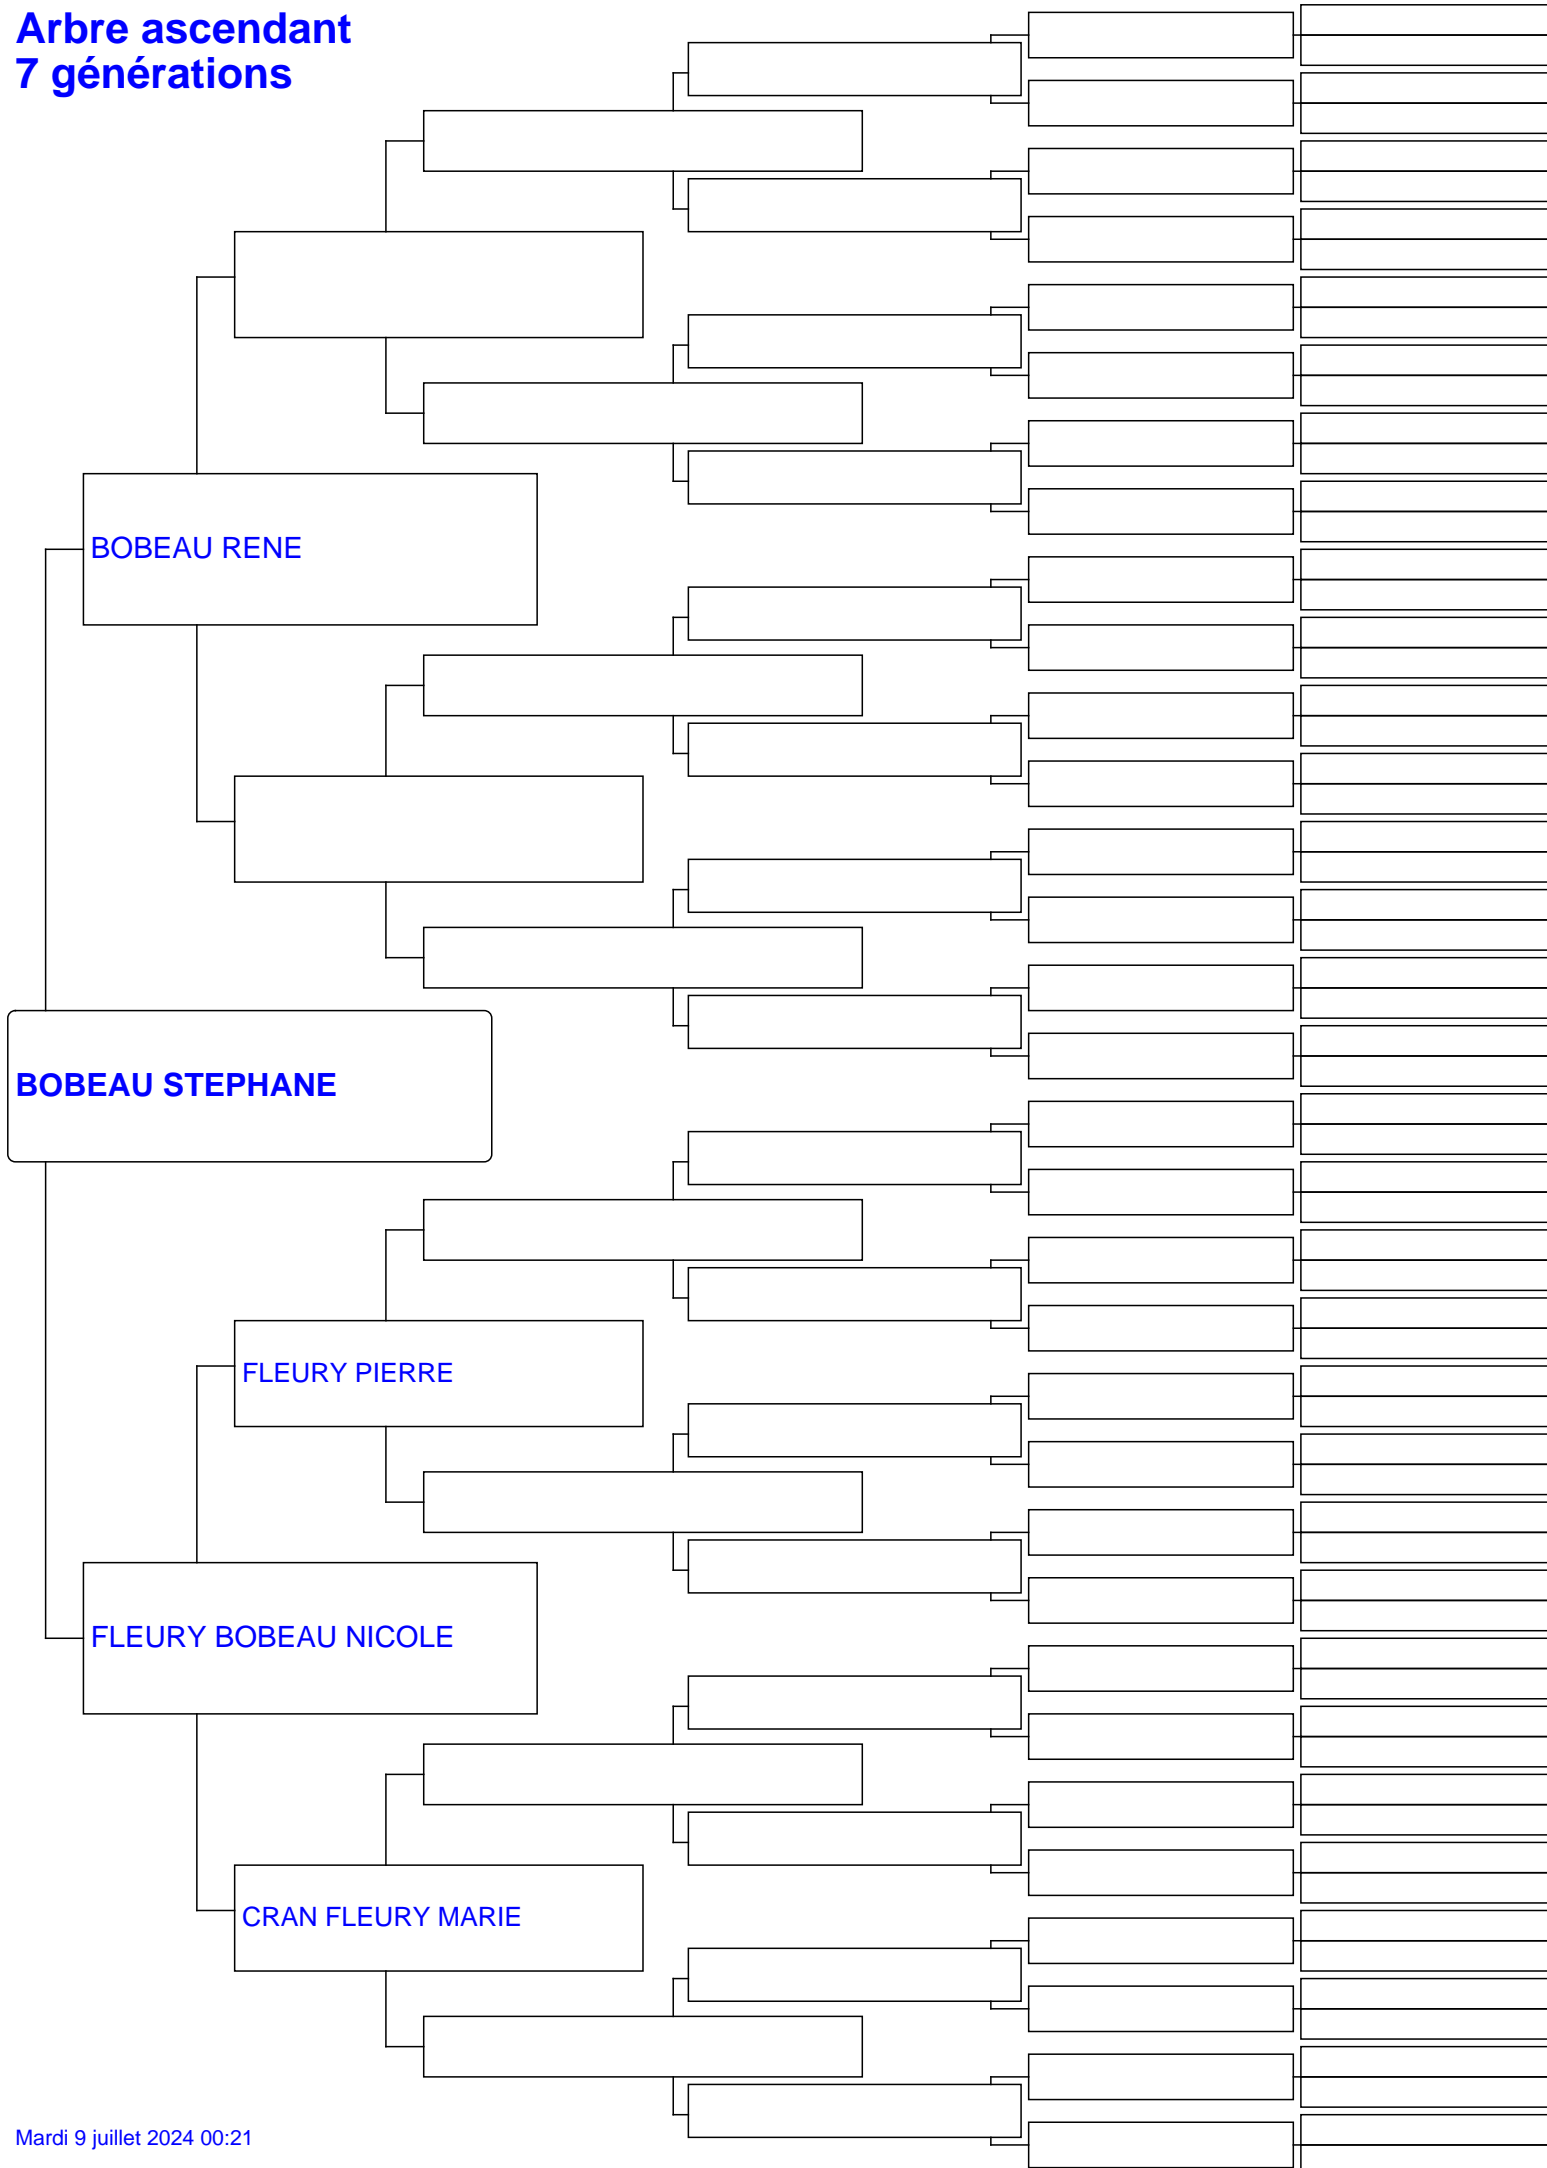 Arbre ascendant
7 générations
BOBEAU RENE
BOBEAU STEPHANE
FLEURY PIERRE
FLEURY BOBEAU NICOLE
CRAN FLEURY MARIE
Mardi 9 juillet 2024 00:21